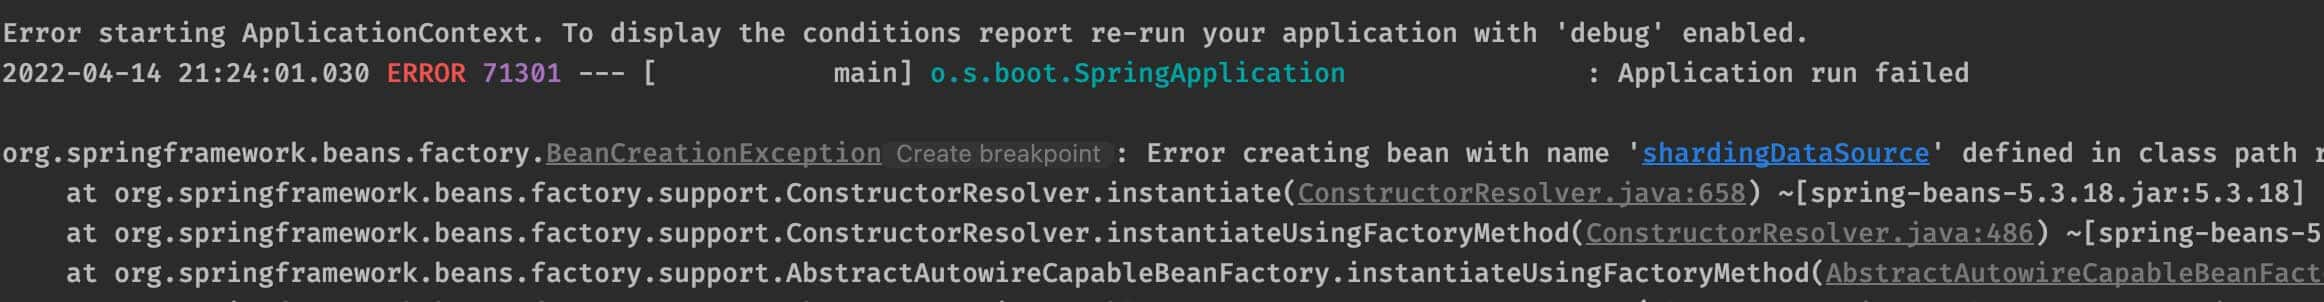 Error starting ApplicationContext. To display the conditions report re-run your application with 'debug' enabled.
2022-04-14 21:24:01.030 ERROR 71301 --- [           main] o.s.boot.SpringApplication               : Application run failed
org.springframework.beans.factory.BeanCreationException Create breakpoint : Error creating bean with name 'shardingDataSource' defined in class path
at org.springframework.beans.factory.support.ConstructorResolver.instantiate(ConstructorResolver.java:658) ~[spring-beans-5.3.18.jar:5.3.18]
at org.springframework.beans.factory.support.ConstructorResolver.instantiateUsingFactoryMethod(ConstructorResolver.java:486) ~[spring-beans-5
at org.springframework.beans.factory.support.AbstractAutowireCapableBeanFactory.instantiateUsingFactoryMethod(AbstractAutowireCapableBeanFact